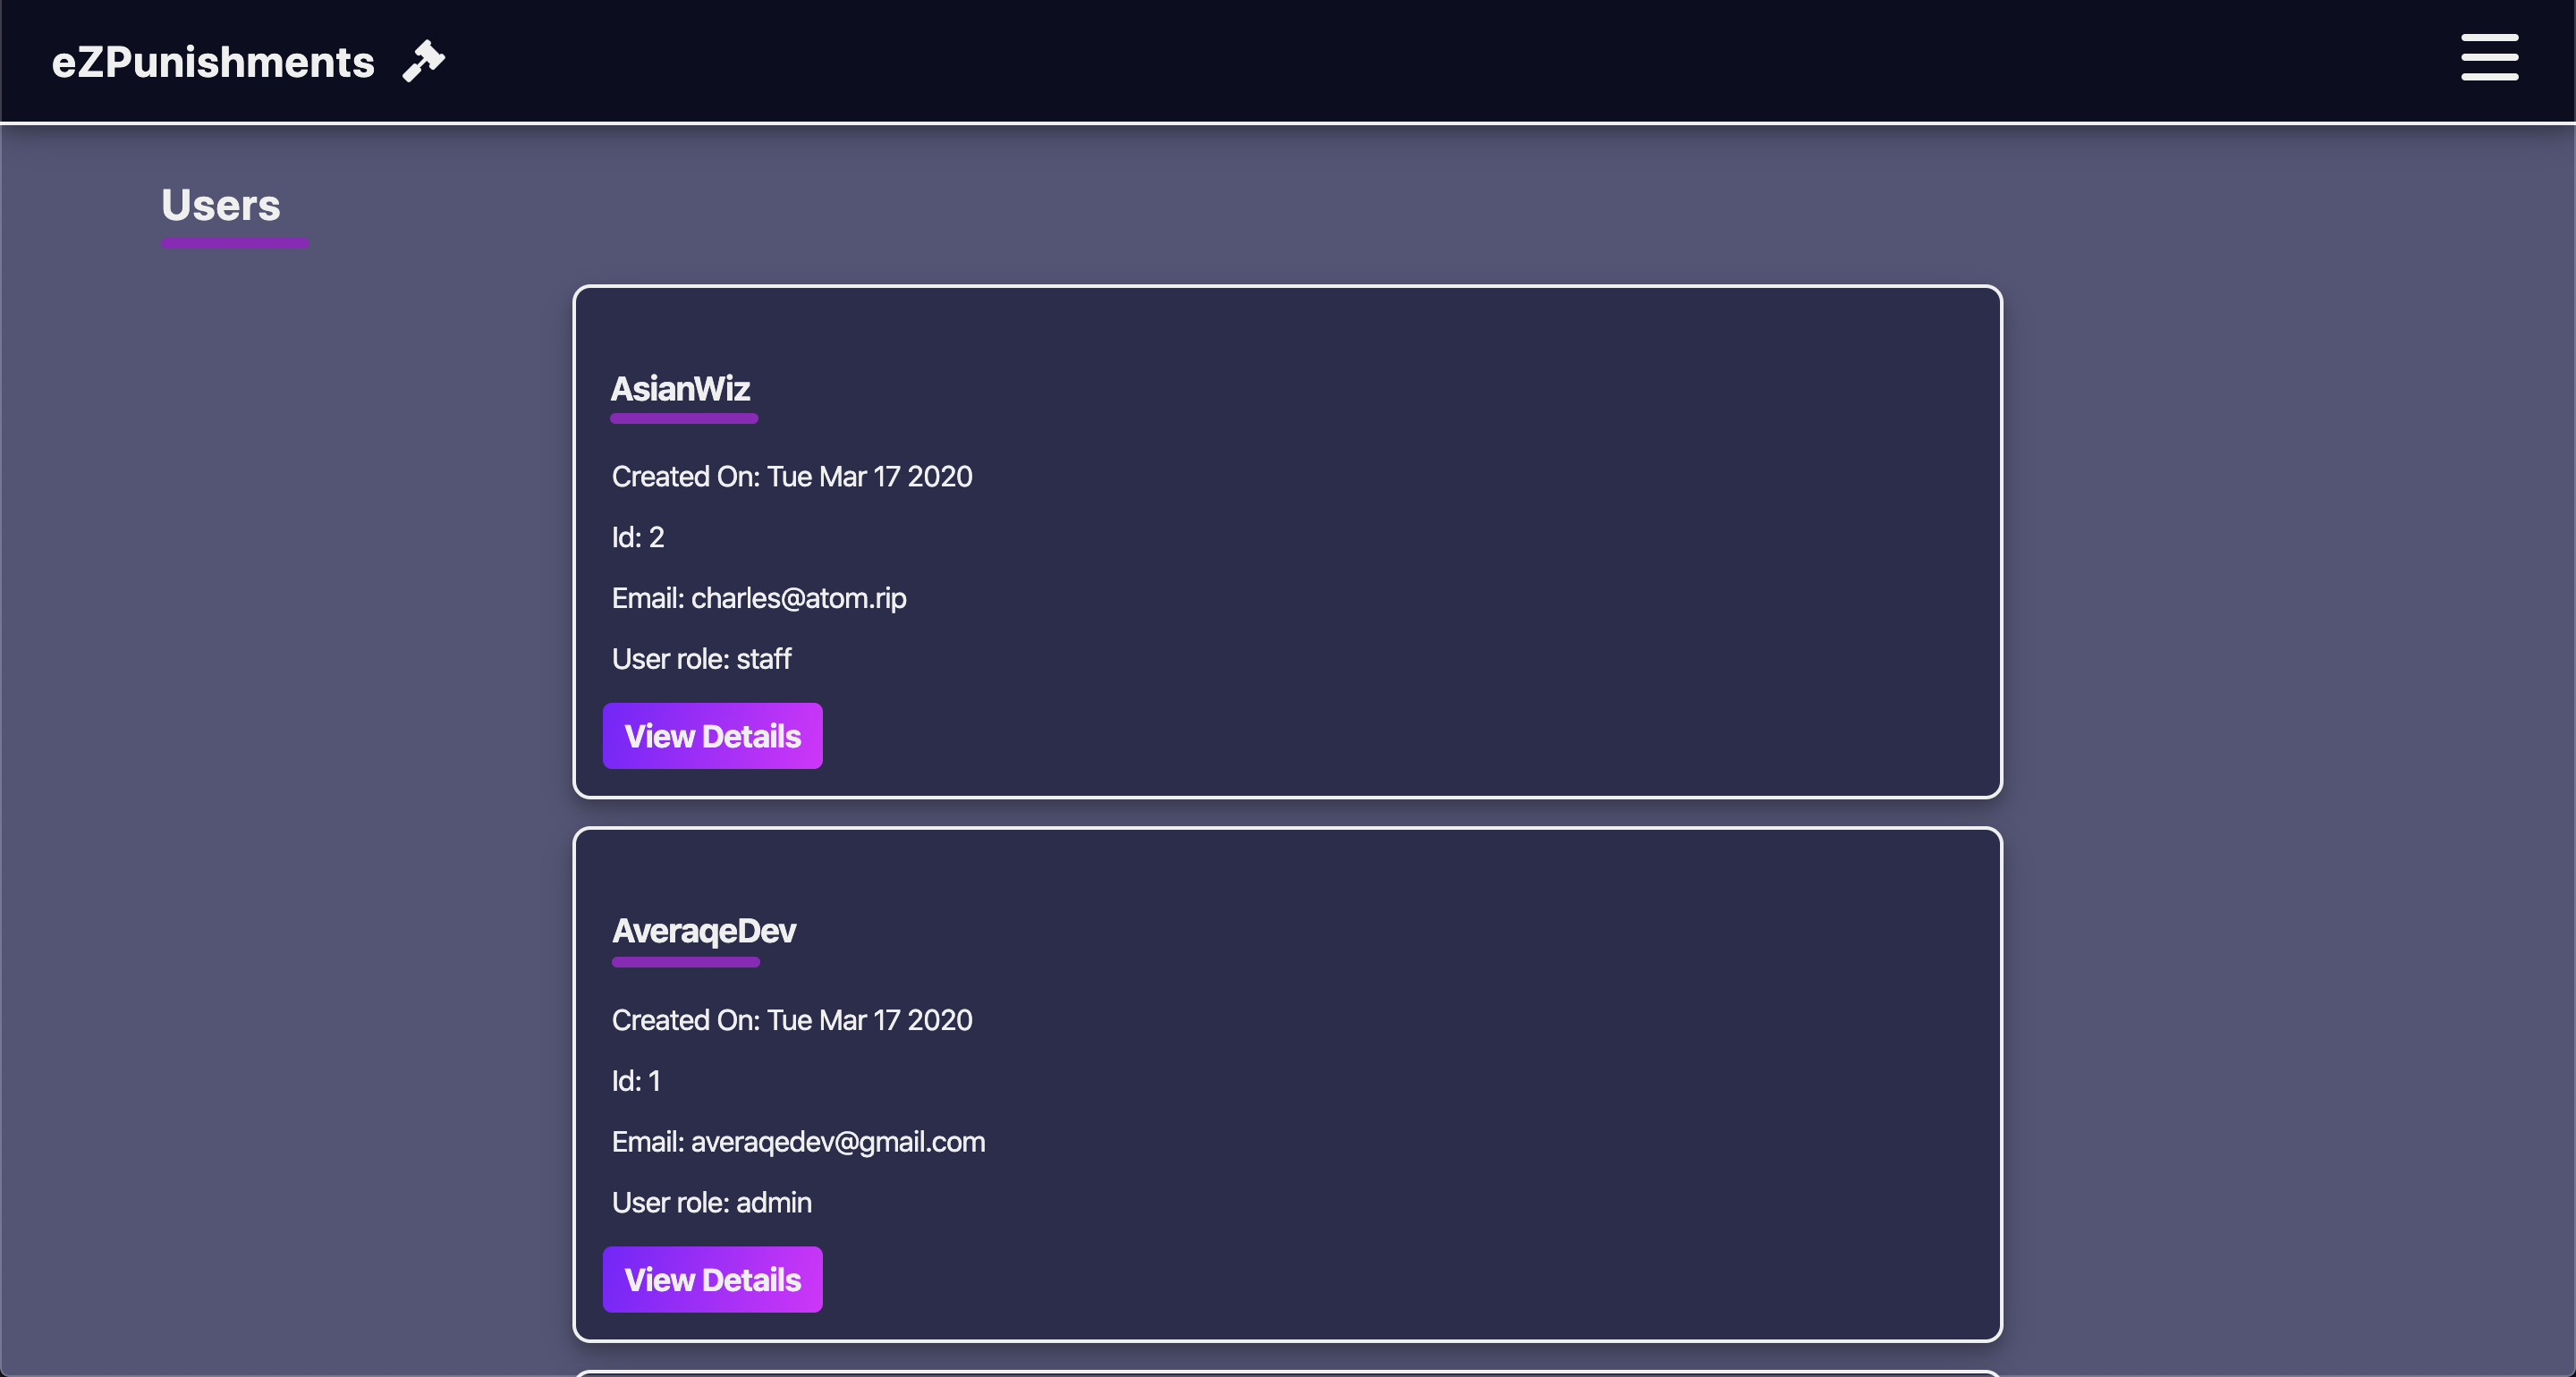 eZPunishments
Users
AsianWiz
Created On: Tue Mar 17 2020
Id: 2
Email: charles@atom.rip
User role: staff
View Details
AveraqeDev
Created On: Tue Mar 17 2020
Id: 1
Email: averaqedev@gmail.com
User role: admin
View Details